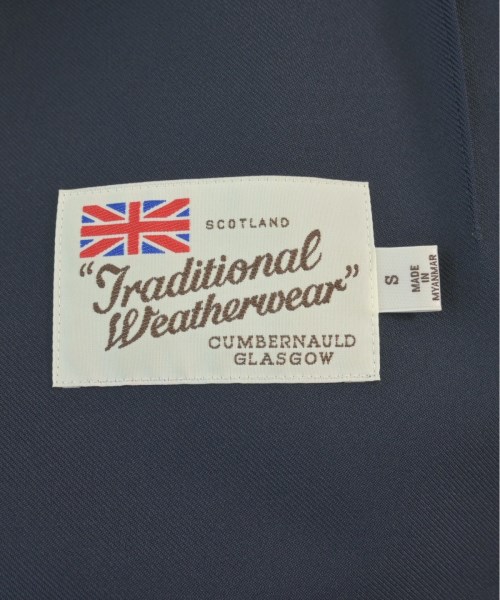 SCOTLAND
"Traditional
Weatherwear"
CUMBERNAULD
GLASGOW
S
MADE
IN
MYANMAR